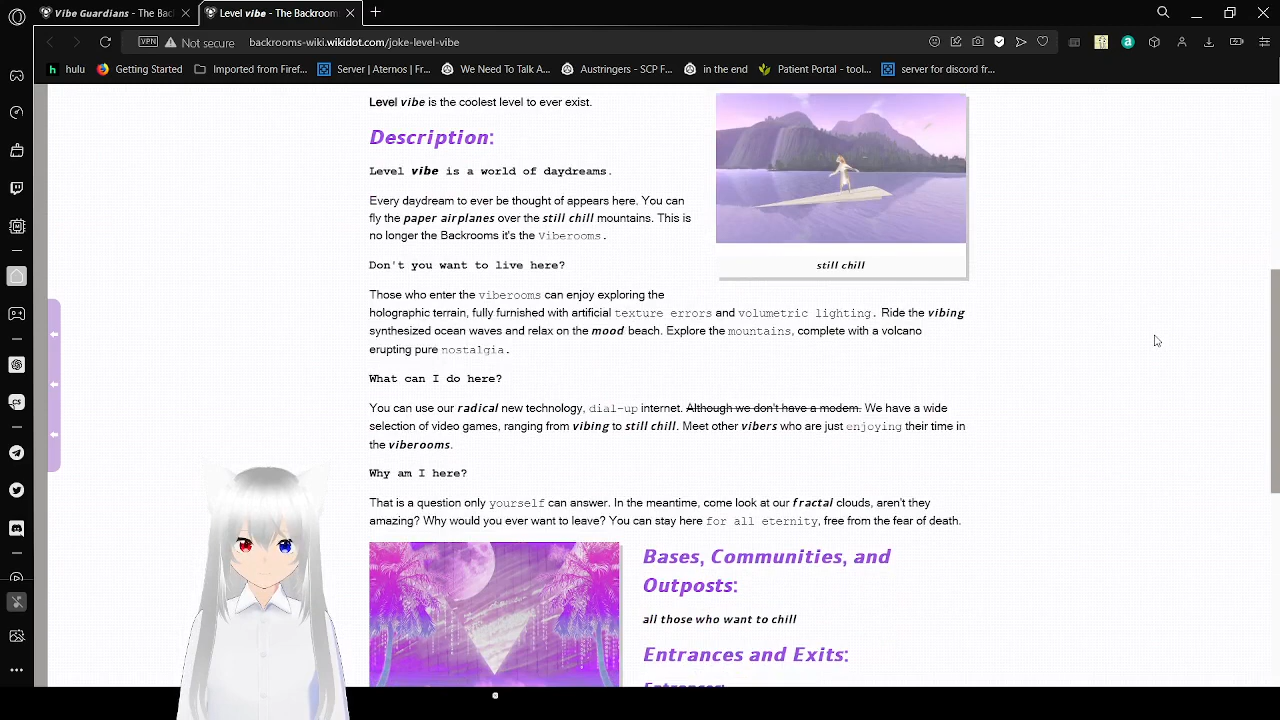 Vibe Guardians - The Bac
Level vibe - The Backroom
VPN
Not secure
backrooms-wiki.wikidot.com/joke-level-vibe
hulu
Getting Started
Imported from Firef...
Server | Aternos | Fr...
We Need To Talk A...
Austringers - SCP F...
in the end
Patient Portal - tool...
server for discord fr...
Level vibe is the coolest level to ever exist.
Description:
Level vibe is a world of daydreams.
Every daydream to ever be thought of appears here. You can
fly the paper airplanes over the still chill mountains. This is
no longer the Backrooms it's the Viberooms.
still chill
Don't you want to live here?
Those who enter the viberooms can enjoy exploring the
holographic terrain, fully furnished with artificial texture errors and volumetric lighting. Ride the vibing
synthesized ocean waves and relax on the mood beach. Explore the mountains, complete with a volcano
erupting pure nostalgia.
What can I do here?
You can use our radical new technology, dial-up internet. Although we don't have a modem. We have a wide
selection of video games, ranging from vibing to still chill. Meet other vibers who are just enjoying their time in
the viberooms.
Why am I here?
That is a question only yourself can answer. In the meantime, come look at our fractal clouds, aren't they
amazing? Why would you ever want to leave? You can stay here for all eternity, free from the fear of death.
Bases, Communities, and
Outposts:
all those who want to chill
Entrances and Exits:
Entrances: